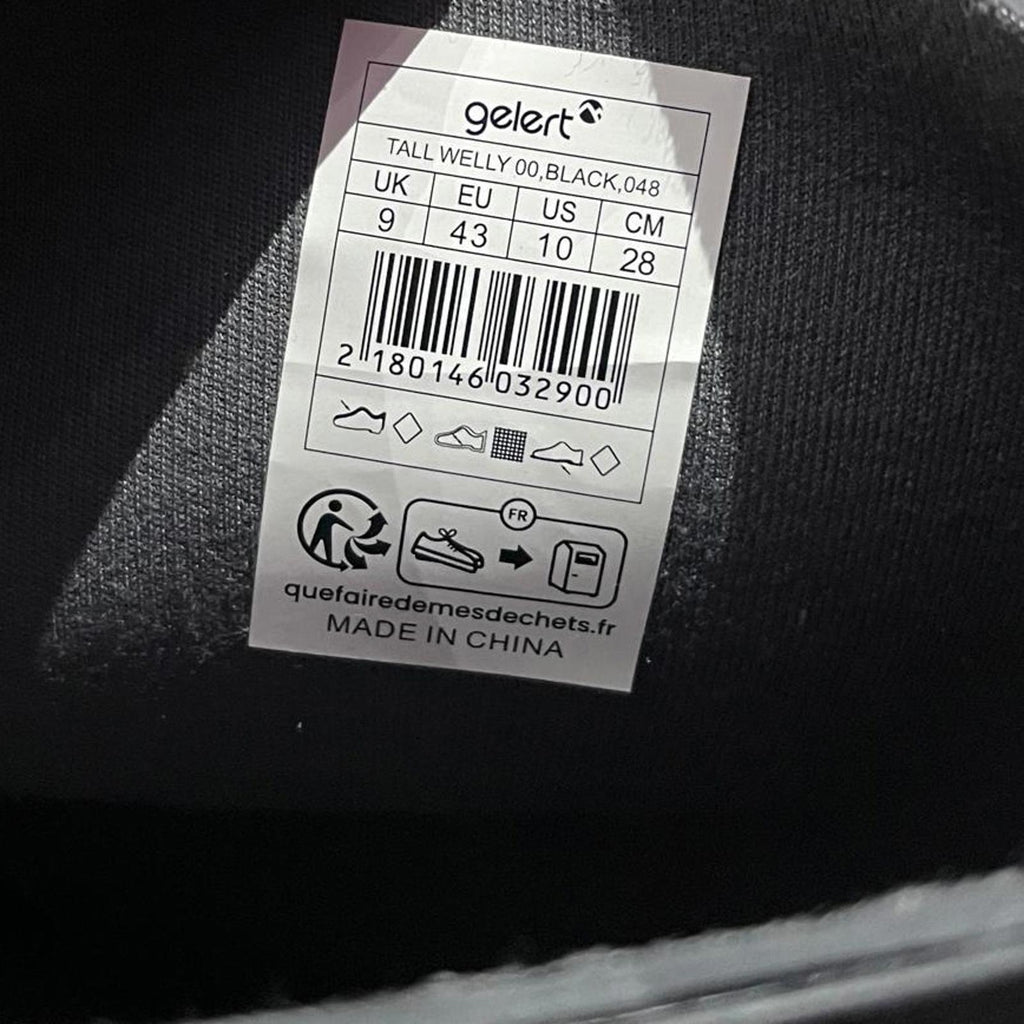 gelert
TALL WELLY 00,BLACK,048
UK EU US CM
9 43 10 28
2 180146 032900
FR
quefairedemesdechets.fr
MADE IN CHINA